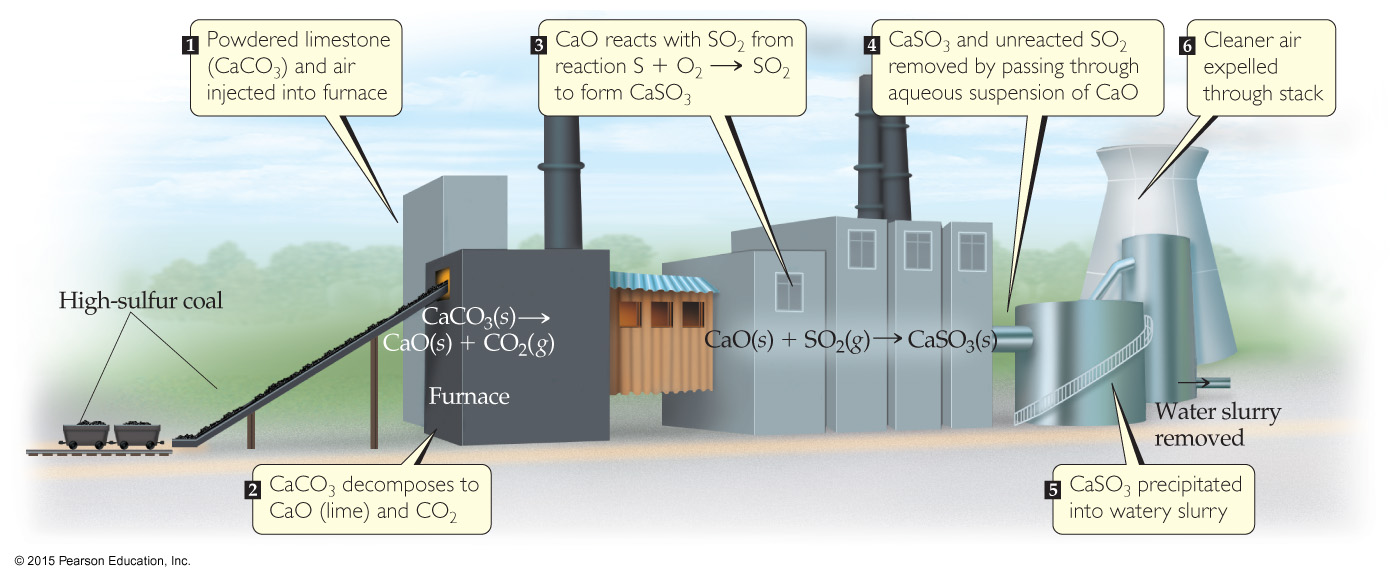 1 Powdered limestone
(CaCO₃) and air
injected into furnace
3 CaO reacts with SO₂ from
reaction S + O₂ ⟶ SO₂
to form CaSO₃
4 CaSO₃ and unreacted SO₂
removed by passing through
aqueous suspension of CaO
6 Cleaner air
expelled
through stack
High-sulfur coal
CaCO₃(s)⟶
CaO(s) + CO₂(g)
Furnace
CaO(s) + SO₂(g)⟶ CaSO₃(s)
Water slurry
removed
2 CaCO₃ decomposes to
CaO (lime) and CO₂
5 CaSO₃ precipitated
into watery slurry
© 2015 Pearson Education, Inc.